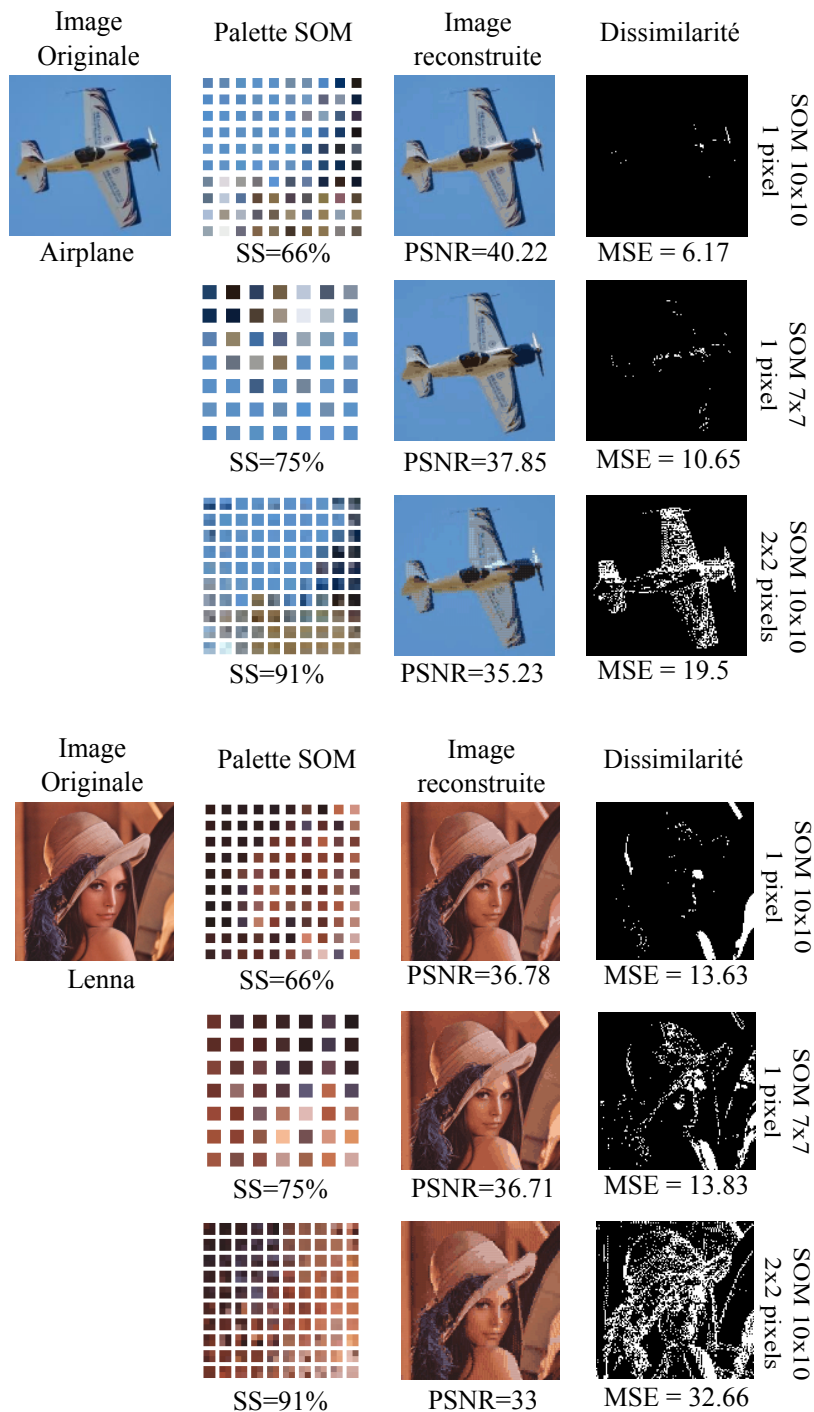 Image
Originale
Palette SOM
Image
reconstruite
Dissimilarité
SOM 10x10
1 pixel
Airplane
SS=66%
PSNR=40.22
MSE = 6.17
SOM 7x7
1 pixel
SS=75%
PSNR=37.85
MSE = 10.65
SOM 10x10
2x2 pixels
SS=91%
PSNR=35.23
MSE = 19.5
Image
Originale
Palette SOM
Image
reconstruite
Dissimilarité
SOM 10x10
1 pixel
Lenna
SS=66%
PSNR=36.78
MSE = 13.63
SOM 7x7
1 pixel
SS=75%
PSNR=36.71
MSE = 13.83
SOM 10x10
2x2 pixels
SS=91%
PSNR=33
MSE = 32.66